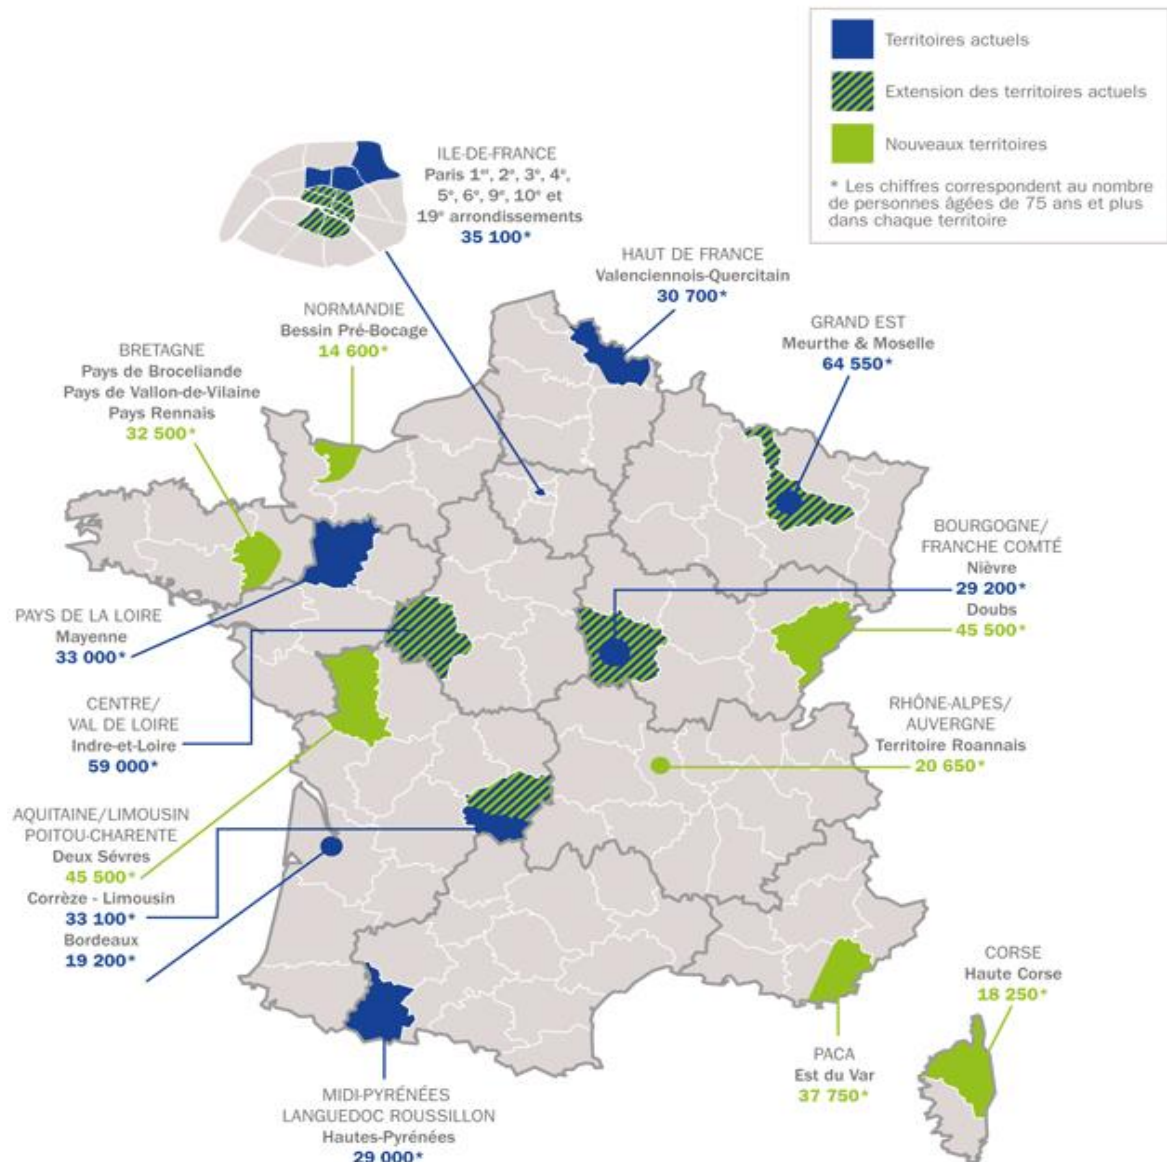 Territoires actuels
Extension des territoires actuels
Nouveaux territoires
* Les chiffres correspondent au nombre
de personnes âgées de 75 ans et plus
dans chaque territoire
ILE-DE-FRANCE
Paris 1er, 2e, 3e, 4e,
5e, 6e, 9e, 10e et
19e arrondissements
35 100*
HAUT DE FRANCE
Valenciennois-Quercitain
30 700*
NORMANDIE
Bessin Pré-Bocage
14 600*
GRAND EST
Meurthe & Moselle
64 550*
BRETAGNE
Pays de Broceliande
Pays de Vallon-de-Vilaine
Pays Rennais
32 500*
BOURGOGNE/
FRANCHE COMTÉ
Nièvre
29 200*
Doubs
45 500*
PAYS DE LA LOIRE
Mayenne
33 000*
CENTRE/
VAL DE LOIRE
Indre-et-Loire
59 000*
RHÔNE-ALPES/
AUVERGNE
Territoire Roannais
20 650*
AQUITAINE/LIMOUSIN
POITOU-CHARENTE
Deux Sévres
45 500*
Corrèze - Limousin
33 100*
Bordeaux
19 200*
CORSE
Haute Corse
18 250*
PACA
Est du Var
37 750*
MIDI-PYRÉNÉES
LANGUEDOC ROUSSILLON
Hautes-Pyrénées
29 000*